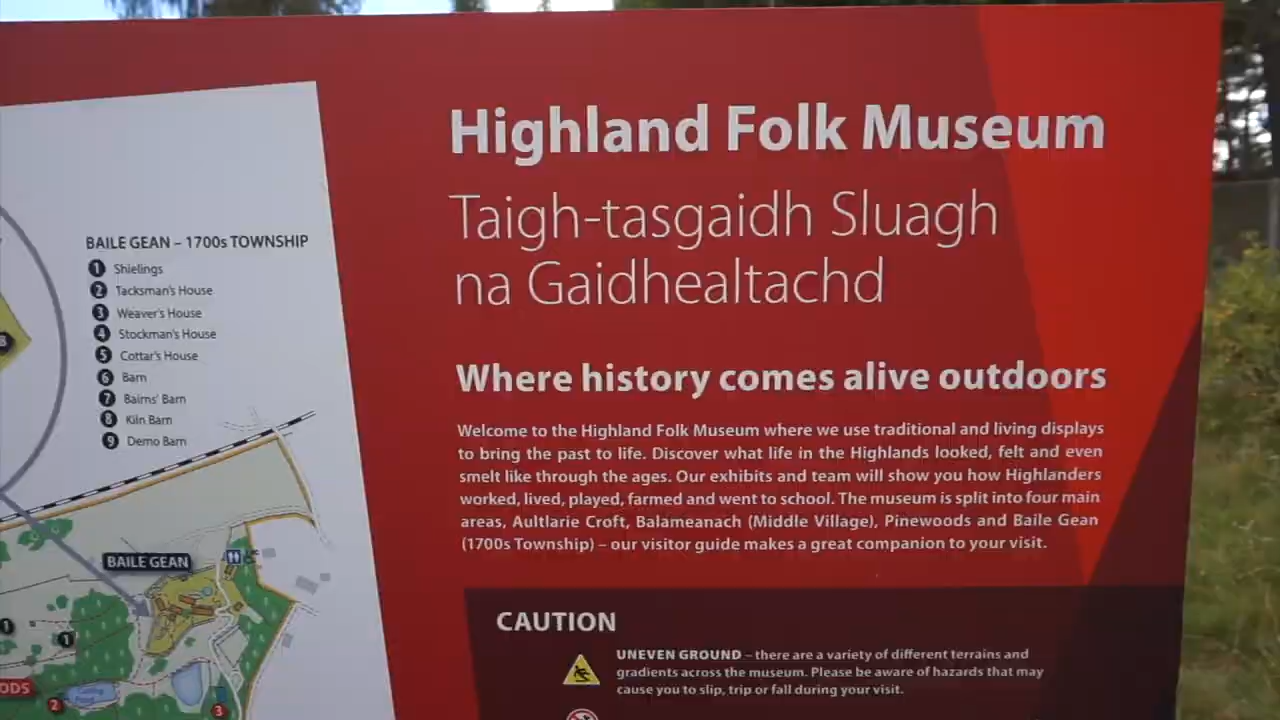 Highland Folk Museum
Taigh-tasgaidh Sluagh
na Gaidhealtachd
Where history comes alive outdoors
Welcome to the Highland Folk Museum where we use traditional and living displays
to bring the past to life. Discover what life in the Highlands looked, felt and even
smelt like through the ages. Our exhibits and team will show you how Highlanders
worked, lived, played, farmed and went to school. The museum is split into four main
areas, Aultlarie Croft, Balameanach (Middle Village), Pinewoods and Baile Gean
(1700s Township) – our visitor guide makes a great companion to your visit.
CAUTION
UNEVEN GROUND – there are a variety of different terrains and
gradients across the museum. Please be aware of hazards that may
cause you to slip, trip or fall during your visit.
BAILE GEAN – 1700s TOWNSHIP
1 Shielings
2 Tacksman's House
3 Weaver's House
4 Stockman's House
5 Cottar's House
6 Barn
7 Bairns' Barn
8 Kiln Barn
9 Demo Barn
8
BAILE GEAN
1
1
ODS
2
Curling
Pond
3